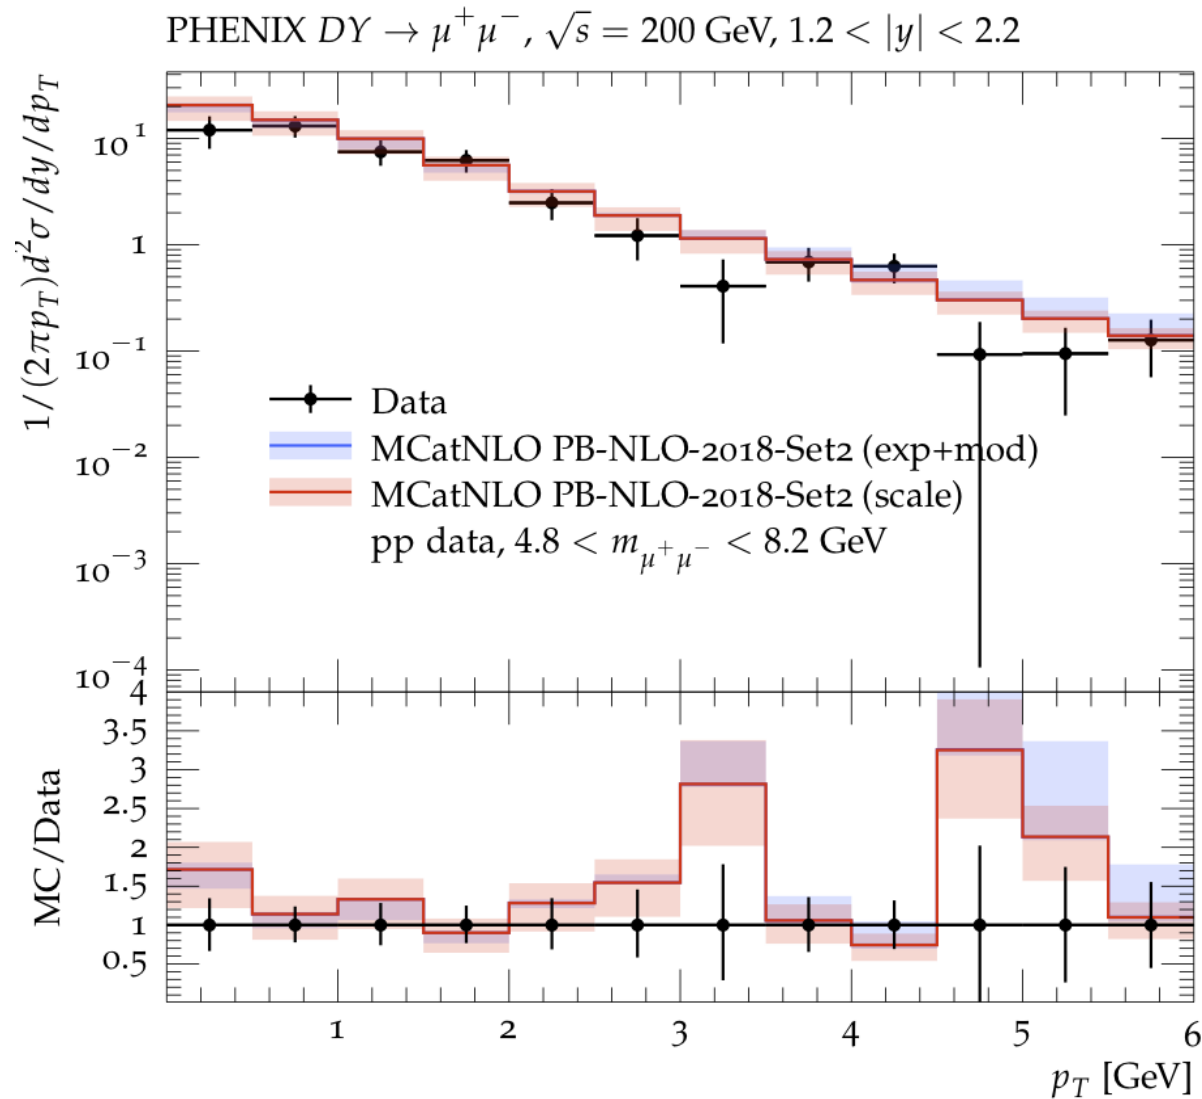 PHENIX DY → μ⁺μ⁻, √s = 200 GeV, 1.2 < |y| < 2.2
1/(2πp_T)d²σ/dy/dp_T
10¹
1
10⁻¹
10⁻²
10⁻³
10⁻⁴
Data
MCatNLO PB-NLO-2018-Set2 (exp+mod)
MCatNLO PB-NLO-2018-Set2 (scale)
pp data, 4.8 < m_μ⁺μ⁻ < 8.2 GeV
MC/Data
4
3.5
3
2.5
2
1.5
1
0.5
1 2 3 4 5 6
p_T [GeV]